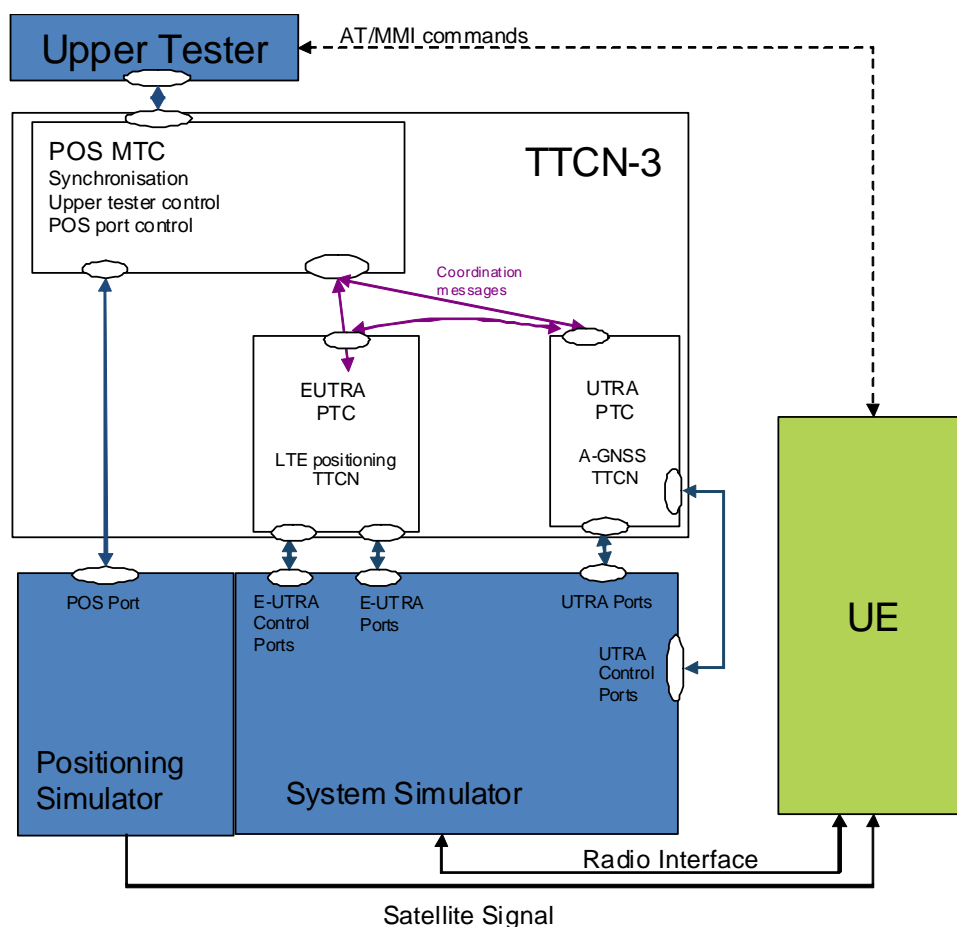 Upper Tester
AT/MMI commands
POS MTC
Synchronisation
Upper tester control
POS port control
TTCN-3
Coordination
messages
EUTRA
PTC
LTE positioning
TTCN
UTRA
PTC
A-GNSS
TTCN
POS Port
E-UTRA
Control
Ports
E-UTRA
Ports
UTRA Ports
UTRA
Control
Ports
UE
Positioning
Simulator
System Simulator
Radio Interface
Satellite Signal